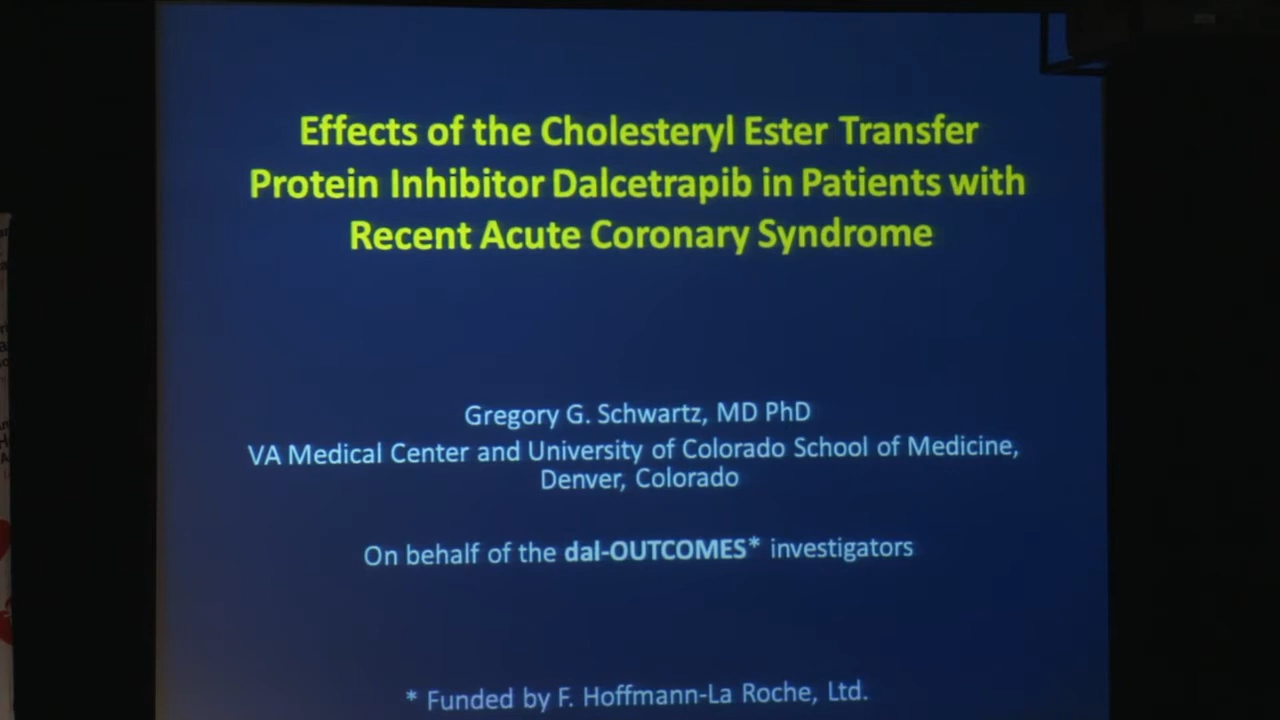 Effects of the Cholesteryl Ester Transfer
Protein Inhibitor Dalcetrapib in Patients with
Recent Acute Coronary Syndrome
Gregory G. Schwartz, MD PhD
VA Medical Center and University of Colorado School of Medicine,
Denver, Colorado
On behalf of the dal-OUTCOMES* investigators
* Funded by F. Hoffmann-La Roche, Ltd.